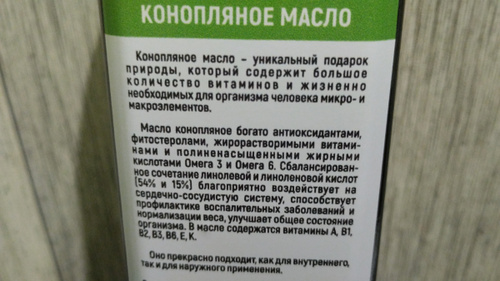 КОНОПЛЯНОЕ МАСЛО
Конопляное масло – уникальный подарок
природы, который содержит большое
количество витаминов и жизненно
необходимых для организма человека микро- и
макроэлементов.
Масло конопляное богато антиоксидантами,
фитостеролами, жирорастворимыми витами-
нами и полиненасыщенными жирными
кислотами Омега 3 и Омега 6. Сбалансирован-
ное сочетание линолевой и линоленовой кислот
(54% и 15%) благоприятно воздействует на
сердечно-сосудистую систему, способствует
профилактике воспалительных заболеваний и
нормализации веса, улучшает общее состояние
организма. В масле содержатся витамины А, В1,
В2, В3, В6, Е, К.
Оно прекрасно подходит, как для внутреннего,
так и для наружного применения.